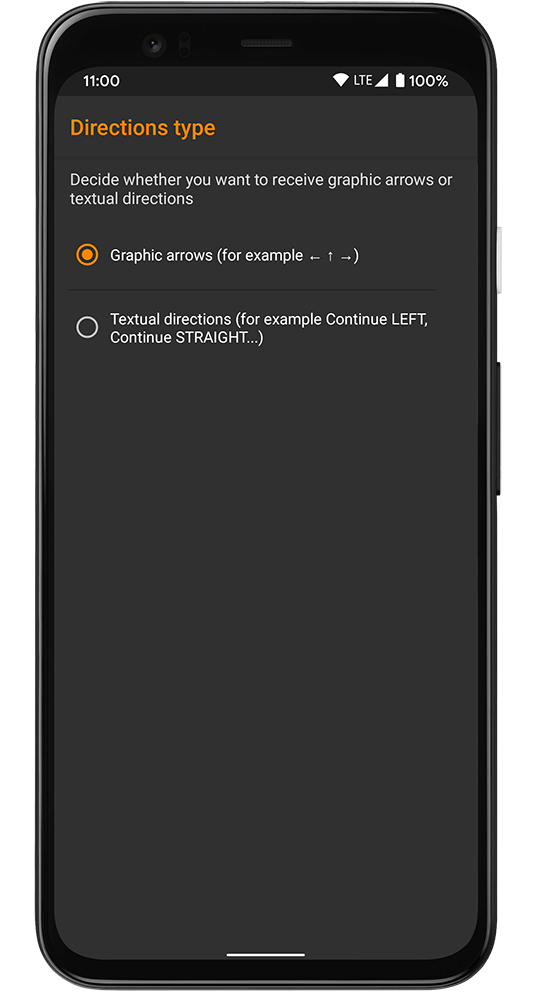 11:00 LTE 100%
Directions type
Decide whether you want to receive graphic arrows or
textual directions
Graphic arrows (for example ← ↑ →)
Textual directions (for example Continue LEFT,
Continue STRAIGHT...)